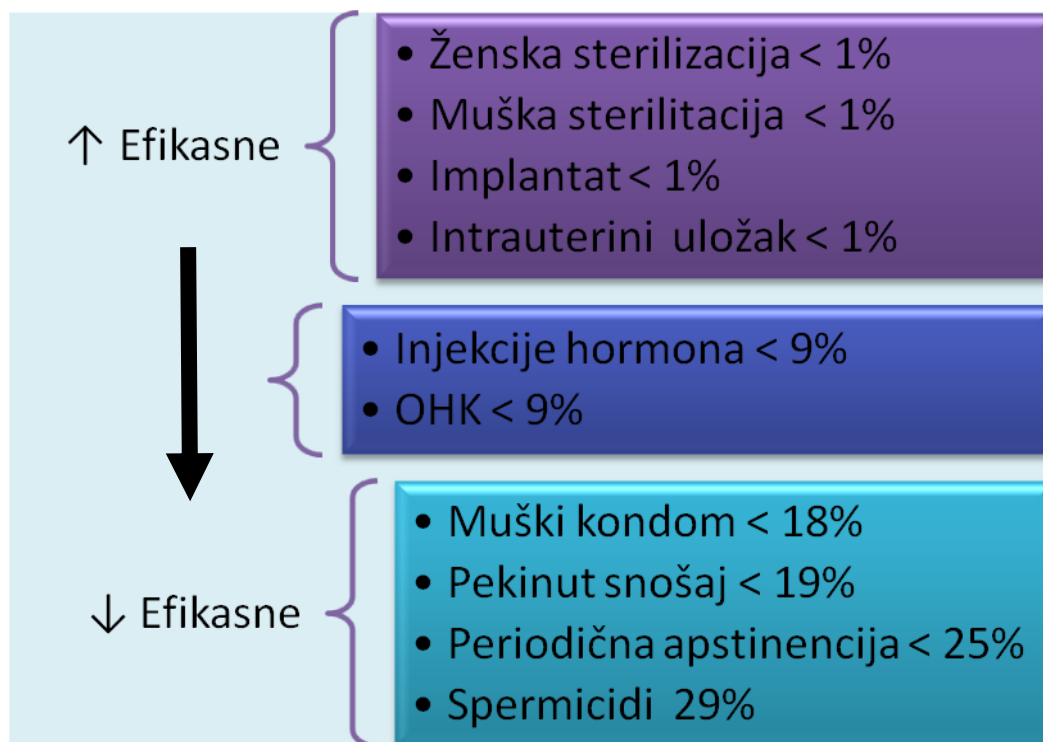 ↑ Efikasne
• Ženska sterilizacija < 1%
• Muška sterilitacija < 1%
• Implantat < 1%
• Intrauterini uložak < 1%
• Injekcije hormona < 9%
• OHK < 9%
↓ Efikasne
• Muški kondom < 18%
• Pekinut snošaj < 19%
• Periodična apstinencija < 25%
• Spermicidi 29%